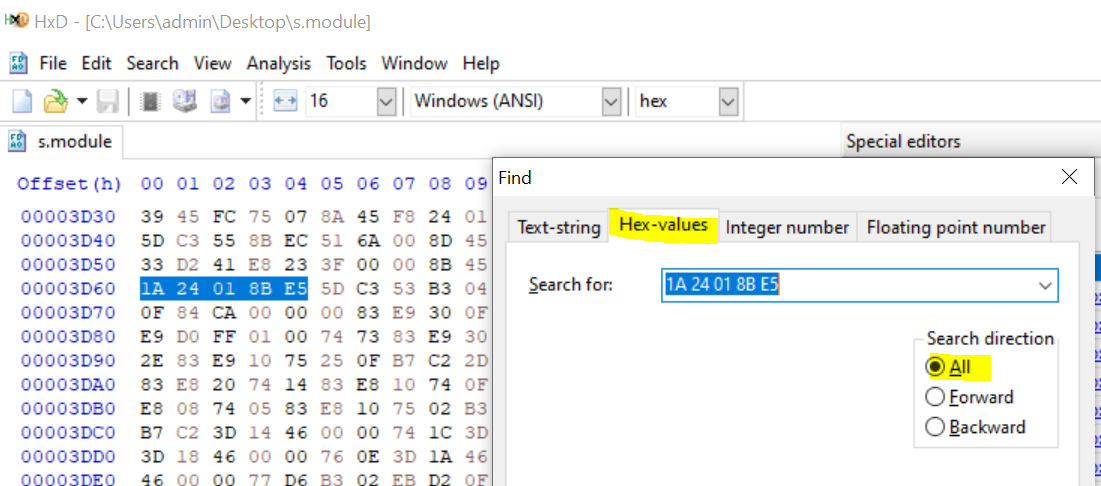 HxD - [C:\Users\admin\Desktop\s.module]
File Edit Search View Analysis Tools Window Help
16 Windows (ANSI) hex
s.module
Special editors
Offset(h) 00 01 02 03 04 05 06 07 08 09
00003D30 39 45 FC 75 07 8A 45 F8 24 01
00003D40 5D C3 55 8B EC 51 6A 00 8D 45
00003D50 33 D2 41 E8 23 3F 00 00 8B 45
00003D60 1A 24 01 8B E5 5D C3 53 B3 04
00003D70 0F 84 CA 00 00 00 83 E9 30 0F
00003D80 E9 D0 FF 01 00 74 73 83 E9 30
00003D90 2E 83 E9 10 75 25 0F B7 C2 2D
00003DA0 83 E8 20 74 14 83 E8 10 74 0F
00003DB0 E8 08 74 05 83 E8 10 75 02 B3
00003DC0 B7 C2 3D 14 46 00 00 74 1C 3D
00003DD0 3D 18 46 00 00 76 0E 3D 1A 46
00003DE0 46 00 00 77 D6 B3 02 EB D2 0F
Find
Text-string Hex-values Integer number Floating point number
Search for: 1A 24 01 8B E5
Search direction
All
Forward
Backward